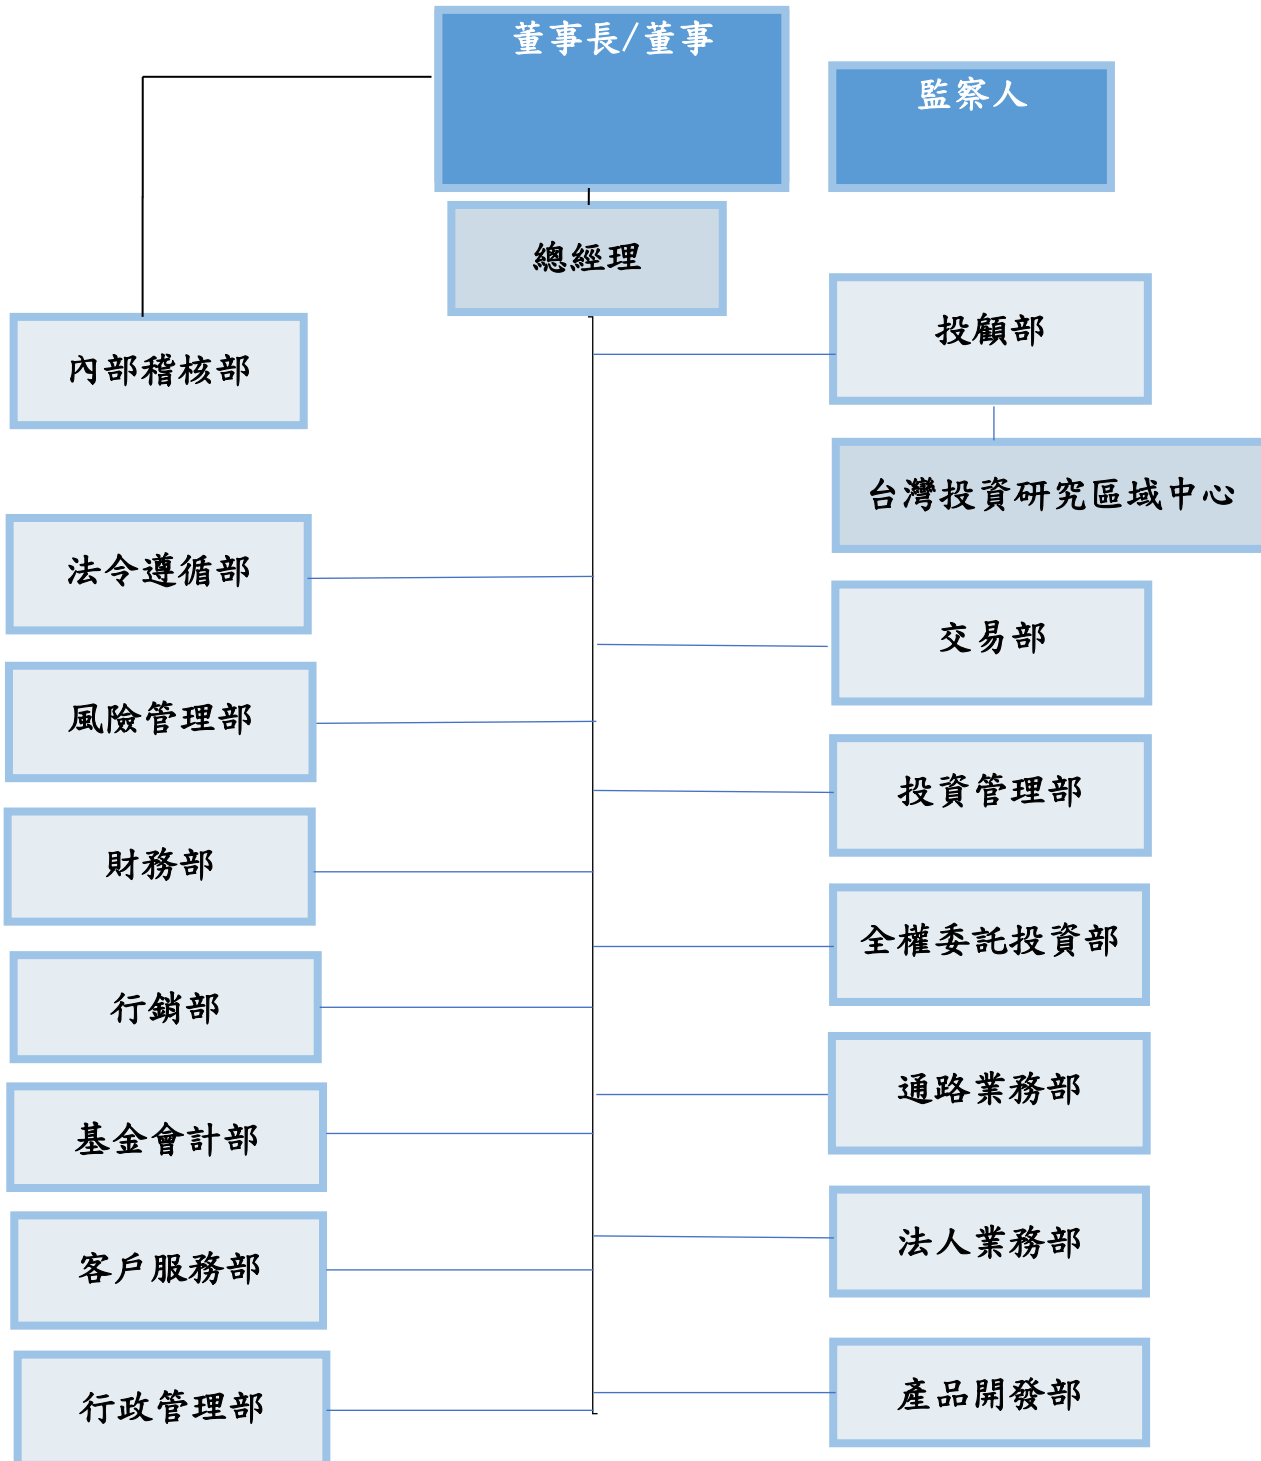 董事長/董事
監察人
總經理
投顧部
內部稽核部
台灣投資研究區域中心
法令遵循部
交易部
風險管理部
投資管理部
財務部
全權委託投資部
行銷部
通路業務部
基金會計部
法人業務部
客戶服務部
產品開發部
行政管理部